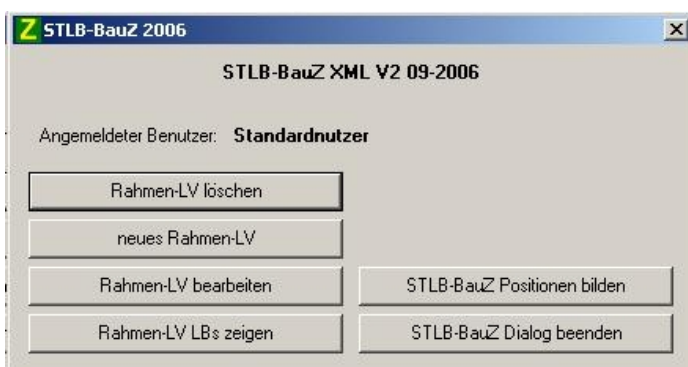 Z STLB-BauZ 2006
STLB-BauZ XML V2 09-2006
Angemeldeter Benutzer: Standardnutzer
Rahmen-LV löschen
neues Rahmen-LV
Rahmen-LV bearbeiten STLB-BauZ Positionen bilden
Rahmen-LV LBs zeigen STLB-BauZ Dialog beenden